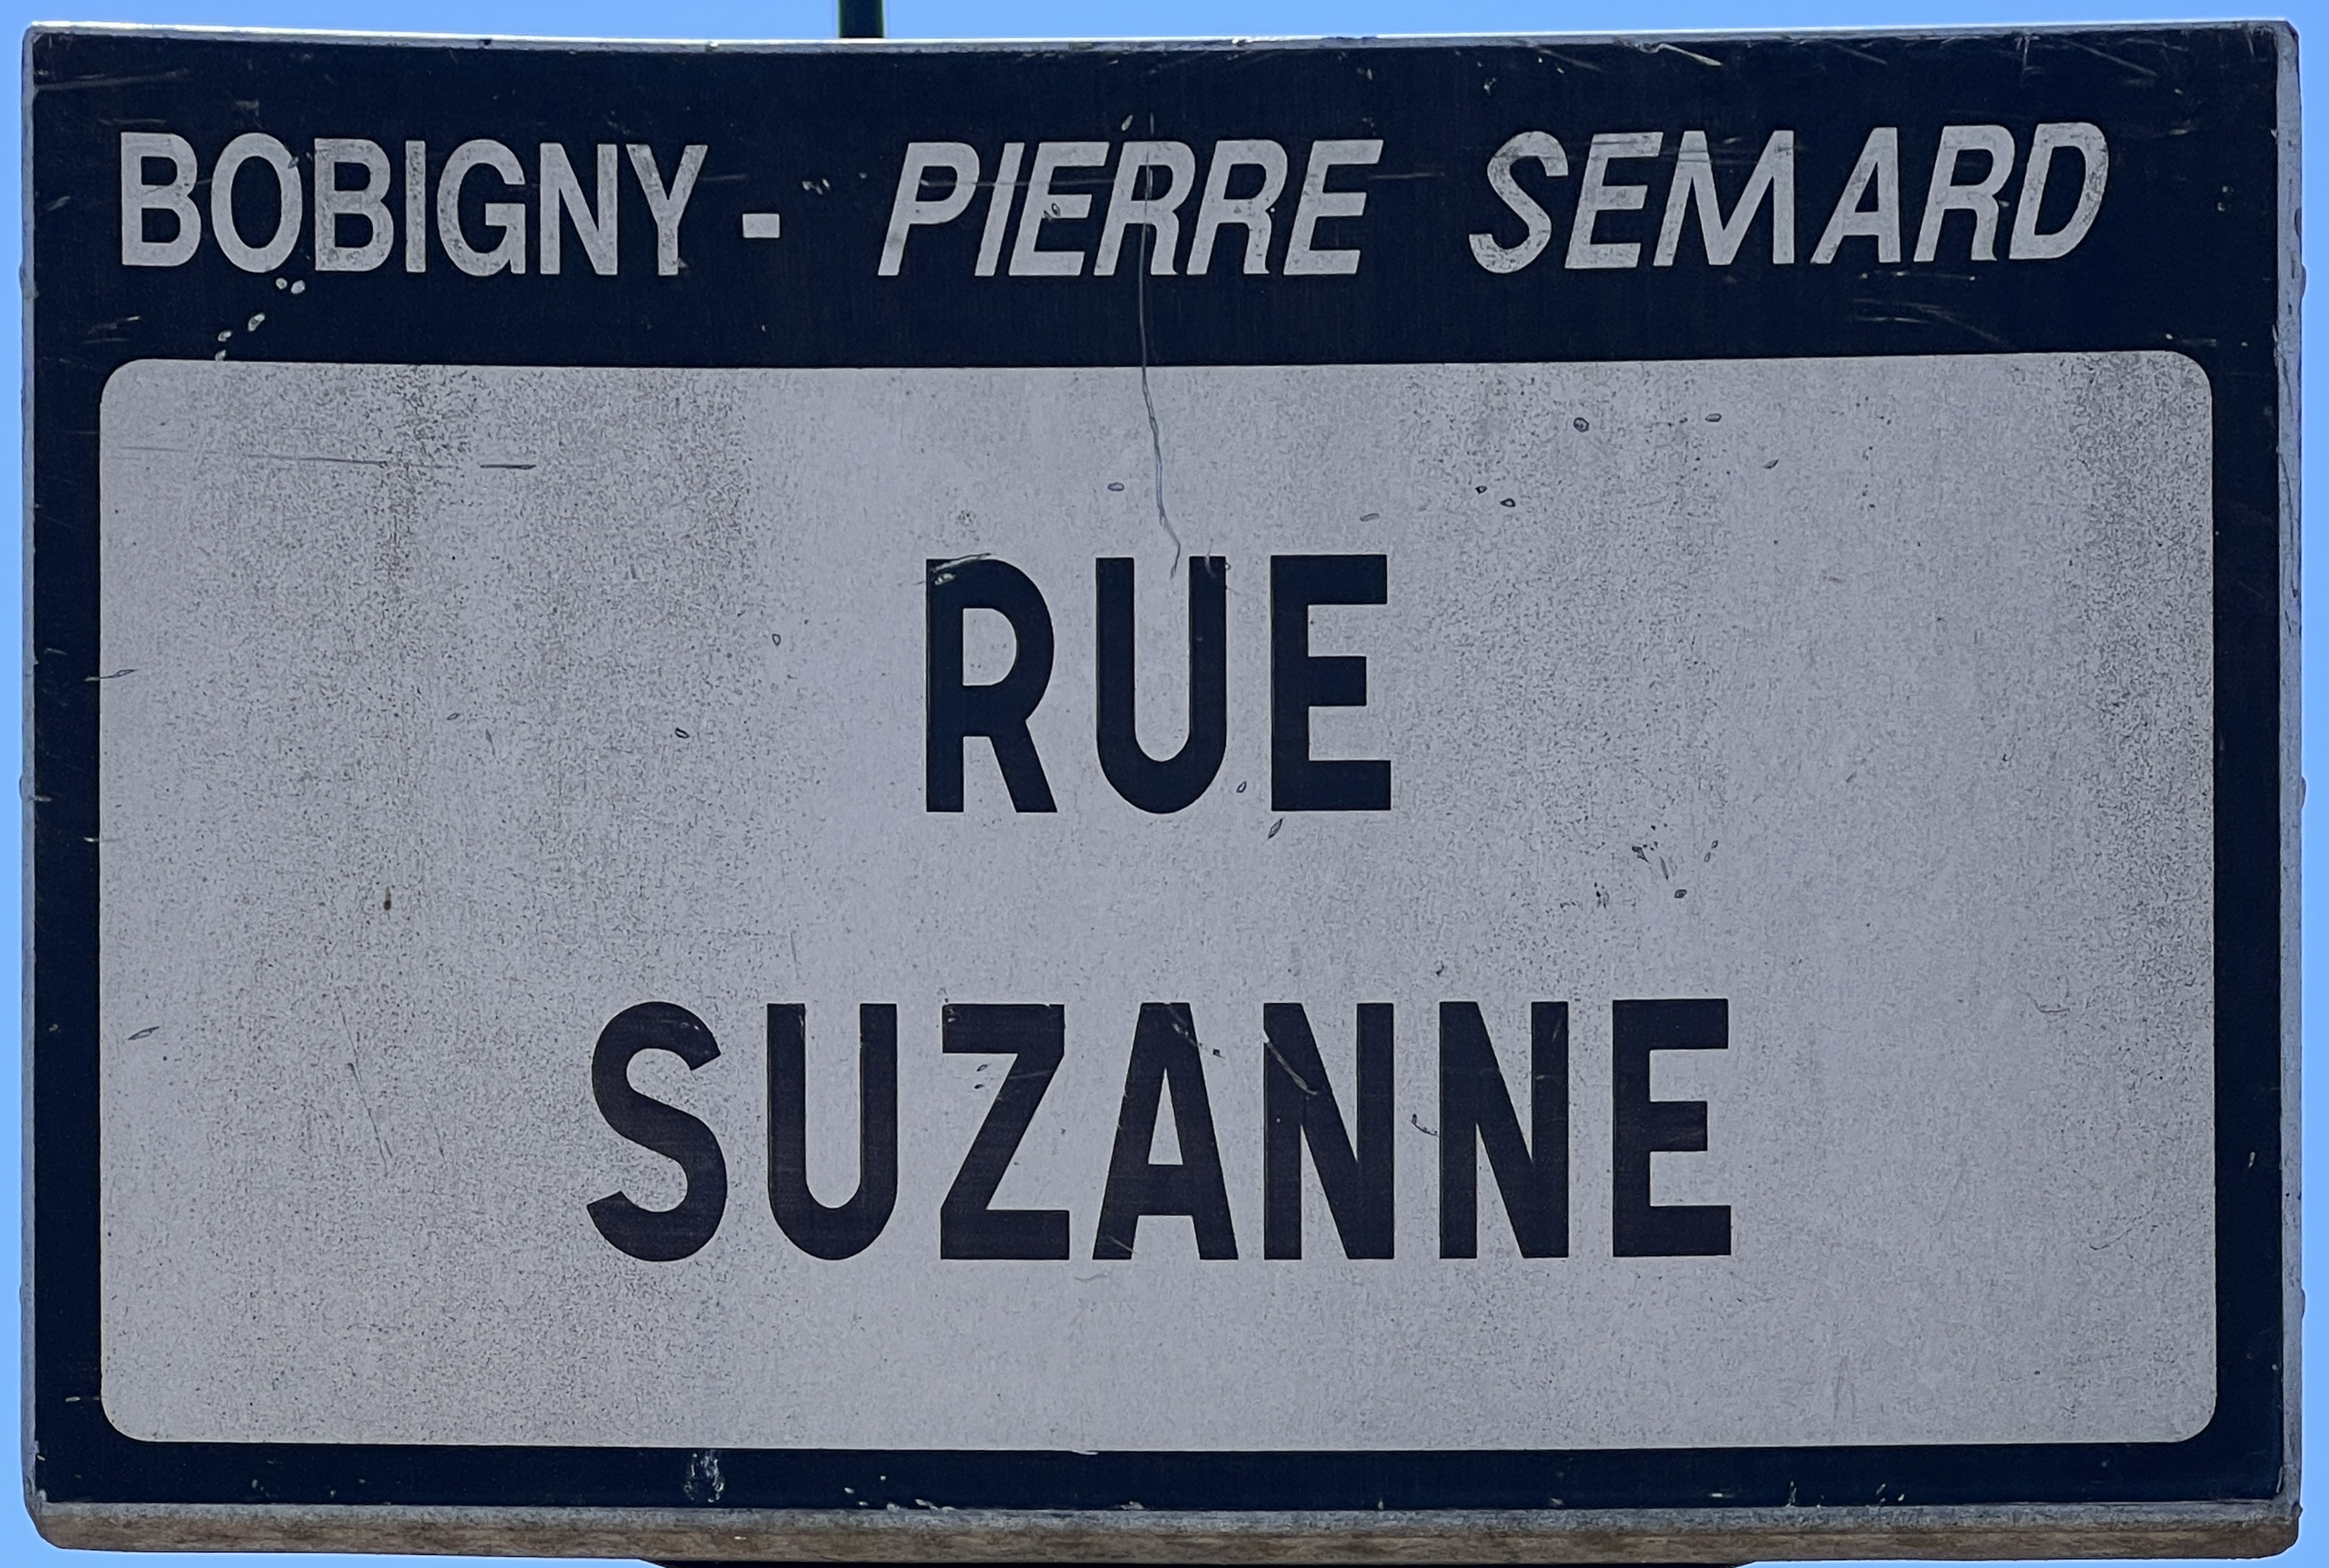 BOBIGNY - PIERRE SEMARD
RUE
SUZANNE